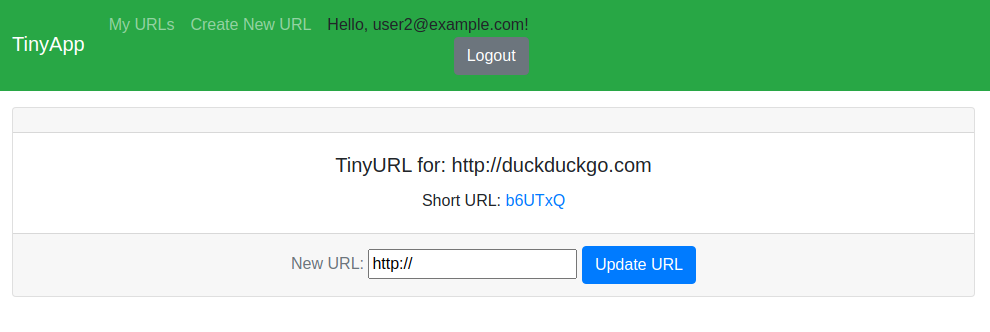 TinyApp
My URLs Create New URL Hello, user2@example.com!
Logout
TinyURL for: http://duckduckgo.com
Short URL: b6UTxQ
New URL: http:// Update URL